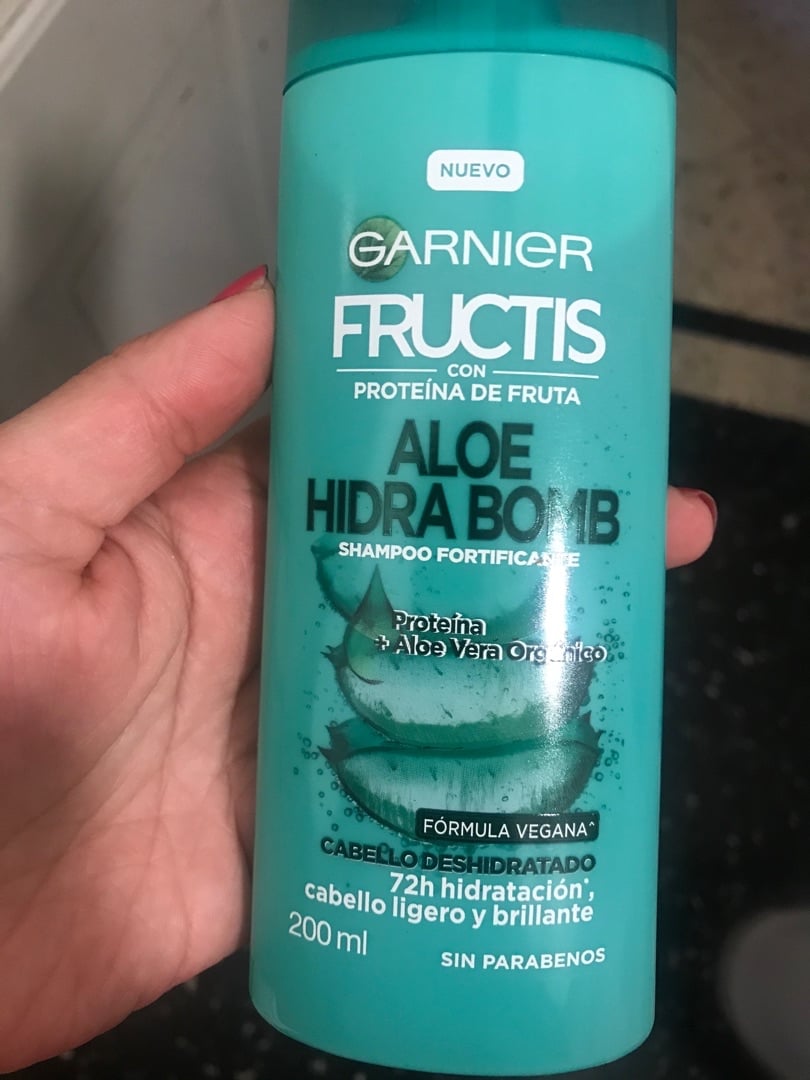 NUEVO
GARNIER
FRUCTIS
CON
PROTEÍNA DE FRUTA
ALOE
HIDRA BOMB
SHAMPOO FORTIFICANTE
Proteína
+ Aloe Vera Orgánico
FÓRMULA VEGANA^
CABELLO DESHIDRATADO
72h hidratación*,
cabello ligero y brillante
200 ml
SIN PARABENOS